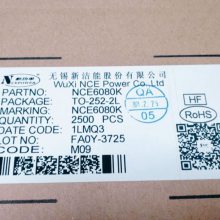 无锡新洁能股份有限公司
WuXi NCE Power Co.,Ltd
PARTNO: NCE6080K
PACKAGE: TO-252-2L
MARKING: NCE6080K
QUANTITY: 2500 PCS
DATE CODE: 1LMQ3
LOT NO: FA0Y-3725
CODE: M09
QA
05
HF
RoHS